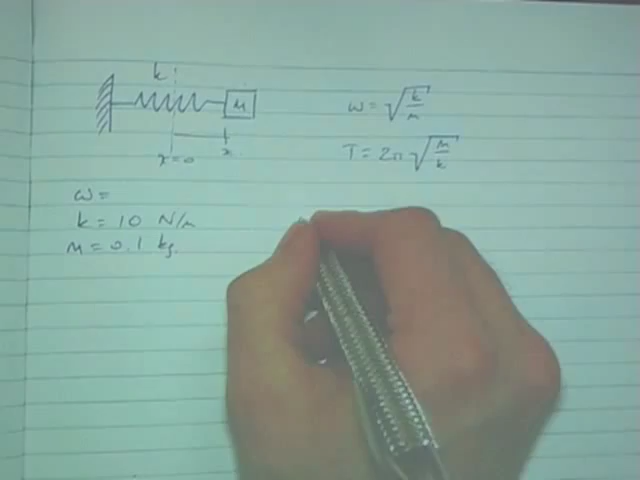 k
M
x=0 x
ω = √(k/m)
T = 2π √(m/k)
ω =
k = 10 N/m
M = 0.1 kg.